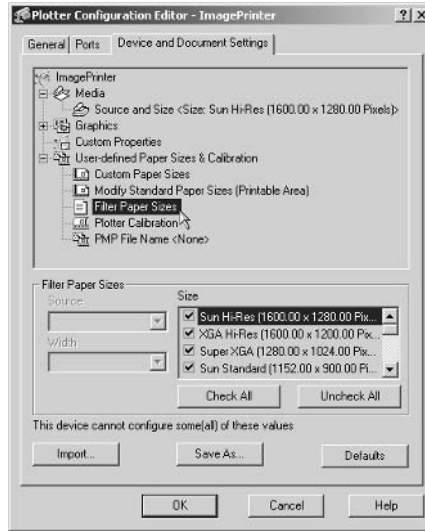 Plotter Configuration Editor - ImagePrinter
General Ports Device and Document Settings
ImagePrinter
Media
Source and Size <Size: Sun Hi-Res (1600.00 x 1280.00 Pixels)>
Graphics
Custom Properties
User-defined Paper Sizes & Calibration
Custom Paper Sizes
Modify Standard Paper Sizes (Printable Area)
Filter Paper Sizes
Plotter Calibration
PMP File Name <None>
Filter Paper Sizes
Source
Size
Sun Hi-Res (1600.00 x 1280.00 Pix...
XGA Hi-Res (1600.00 x 1200.00 Pix...
Width
Super XGA (1280.00 x 1024.00 Pix...
Sun Standard (1152.00 x 900.00 Pi...
Check All Uncheck All
This device cannot configure some(all) of these values
Import... Save As... Defaults
OK Cancel Help